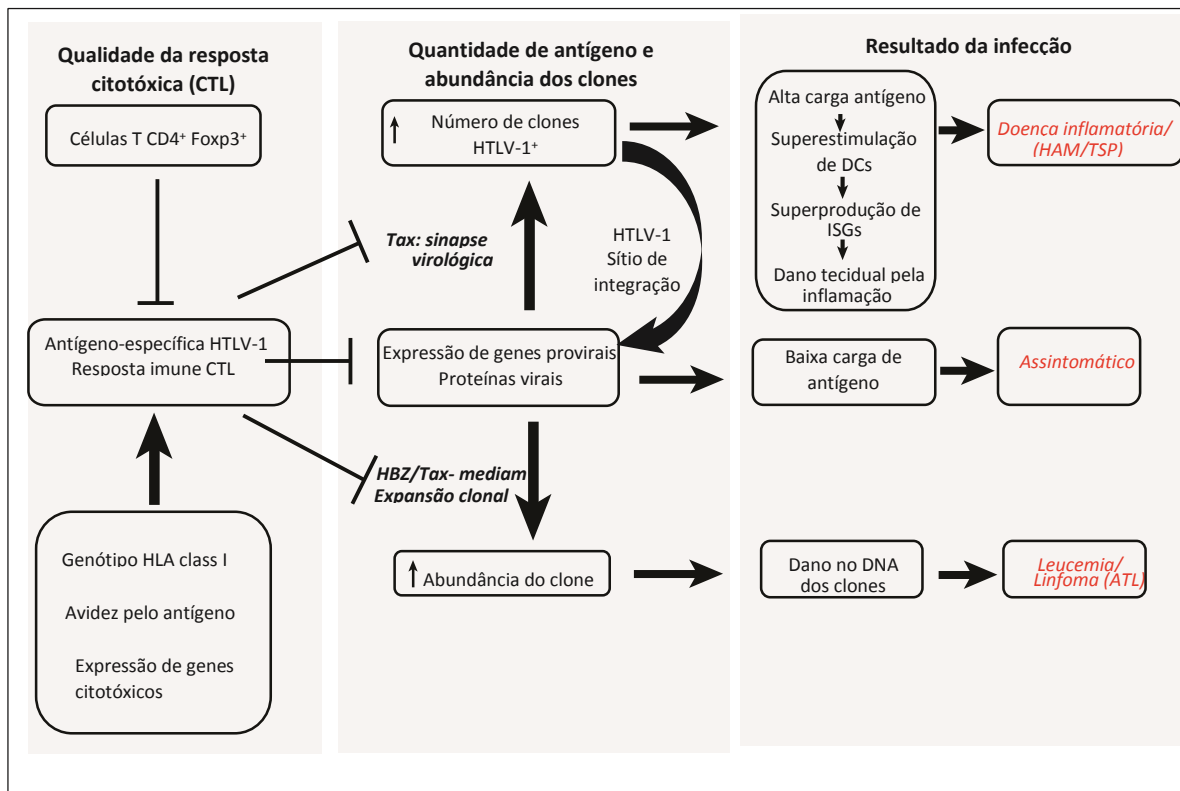 Qualidade da resposta
citotóxica (CTL)
Células T CD4⁺ Foxp3⁺
Antígeno-específica HTLV-1
Resposta imune CTL
Genótipo HLA class I
Avidez pelo antígeno
Expressão de genes
citotóxicos
Quantidade de antígeno e
abundância dos clones
↑ Número de clones
HTLV-1⁺
Tax: sinapse
virológica
HTLV-1
Sítio de
integração
Expressão de genes provirais
Proteínas virais
HBZ/Tax- mediam
Expansão clonal
↑ Abundância do clone
Resultado da infecção
Alta carga antígeno
Superestimulação
de DCs
Superprodução de
ISGs
Dano tecidual pela
inflamação
Doenca inflamatória/
(HAM/TSP)
Baixa carga de
antígeno
Assintomático
Dano no DNA
dos clones
Leucemia/
Linfoma (ATL)